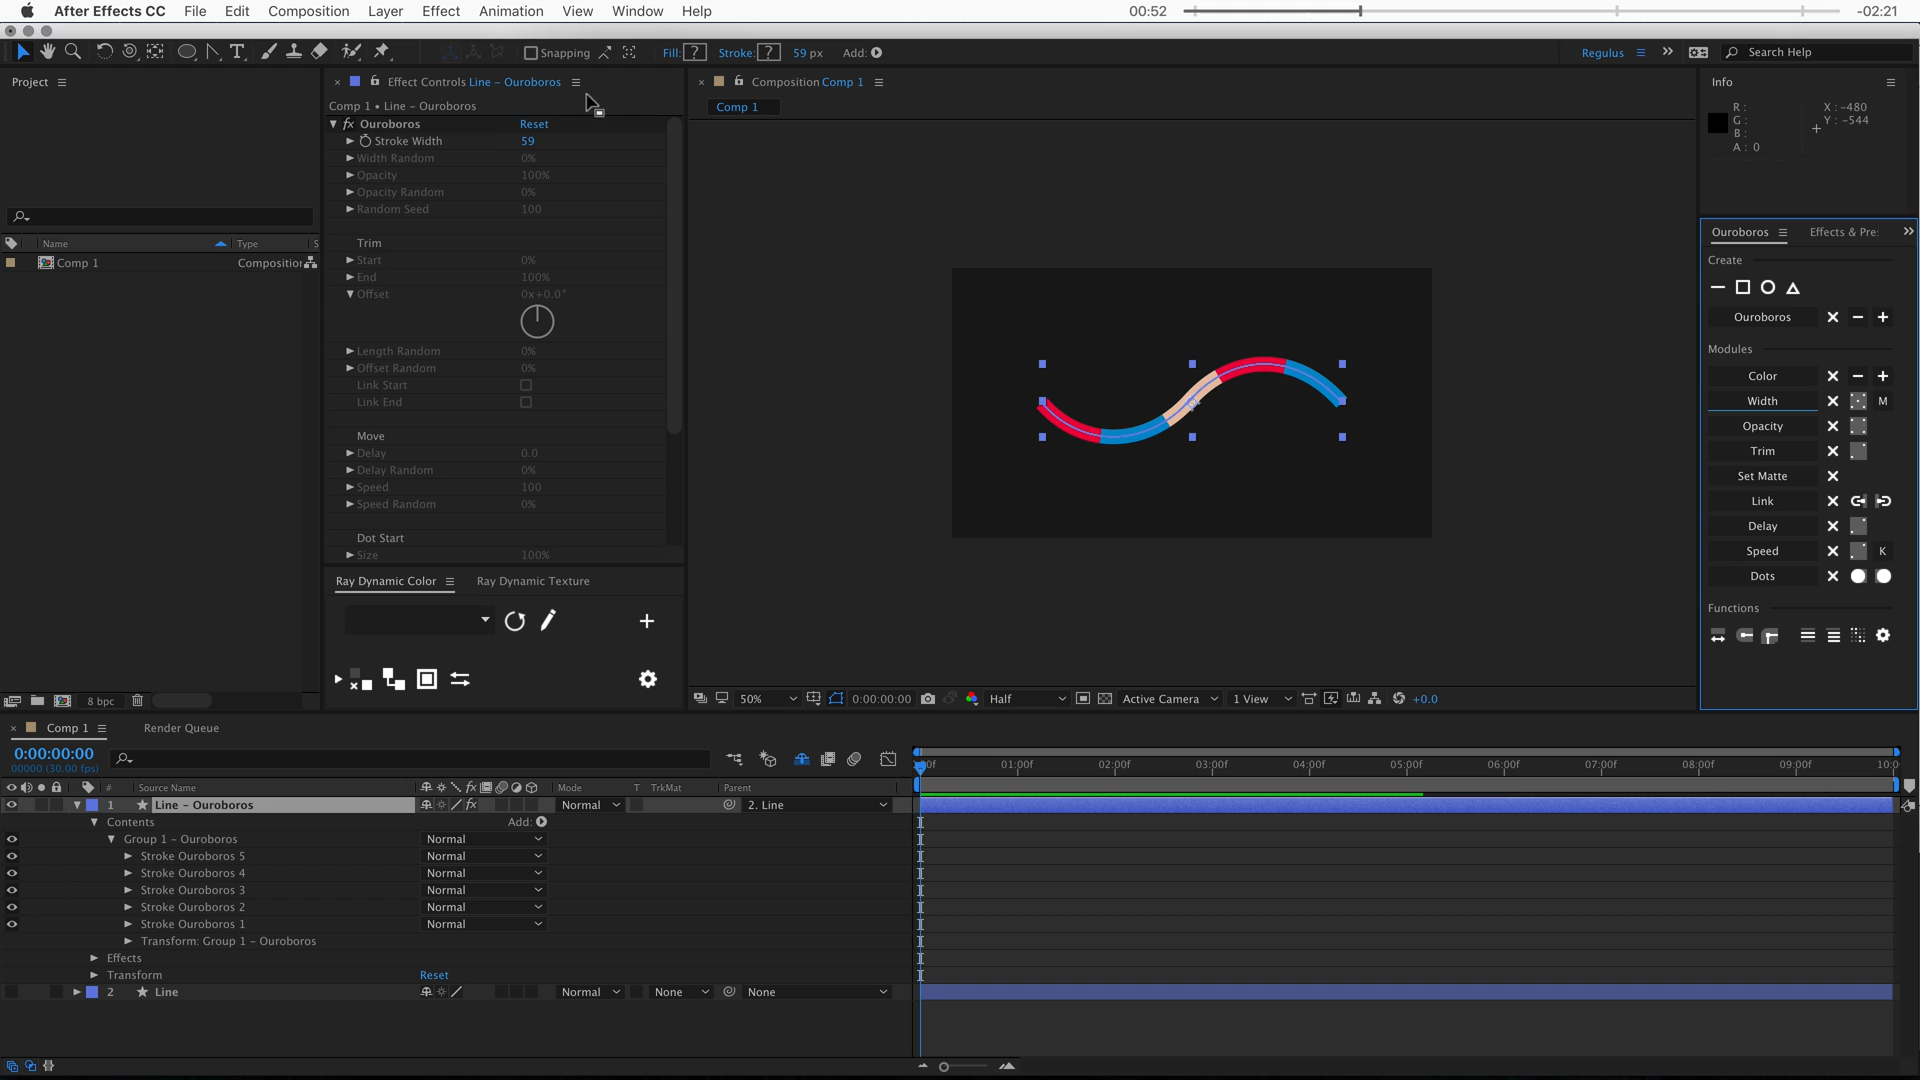 After Effects CC File Edit Composition Layer Effect Animation View Window Help 00:52 -02:21
Snapping Fill: ? Stroke: ? 59 px Add: Regulus Search Help
Project Effect Controls Line – Ouroboros Composition Comp 1 Info
Comp 1 • Line – Ouroboros Comp 1
R : G : B : A : 0
X : -480
Y : -544
fx Ouroboros Reset
Stroke Width 59
Width Random 0%
Opacity 100%
Opacity Random 0%
Random Seed 100
Trim
Start 0%
End 100%
Offset 0x+0.0°
Length Random 0%
Offset Random 0%
Link Start
Link End
Move
Delay 0.0
Delay Random 0%
Speed 100
Speed Random 0%
Dot Start
Size 100%
Name Type S
Comp 1 Composition
8 bpc
Ray Dynamic Color Ray Dynamic Texture
50% 0:00:00:00 Half Active Camera 1 View +0.0
Ouroboros Effects & Pre
Create
Ouroboros
Modules
Color
Width M
Opacity
Trim
Set Matte
Link
Delay
Speed K
Dots
Functions
Comp 1 Render Queue
0:00:00:00
00000 (30.00 fps)
:00f 01:00f 02:00f 03:00f 04:00f 05:00f 06:00f 07:00f 08:00f 09:00f 10:0
# Source Name fx Mode T TrkMat Parent
1 Line – Ouroboros fx Normal 2. Line
Contents Add:
Group 1 – Ouroboros Normal
Stroke Ouroboros 5 Normal
Stroke Ouroboros 4 Normal
Stroke Ouroboros 3 Normal
Stroke Ouroboros 2 Normal
Stroke Ouroboros 1 Normal
Transform: Group 1 – Ouroboros
Effects
Transform Reset
2 Line Normal None None